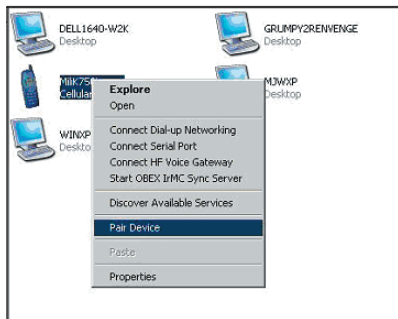 DELL1640-W2K
Desktop
GRUMPY2RENVENGE
Desktop
MiliK75
Cellular
MJWXP
Desktop
WINXP
Deskto
Explore
Open
Connect Dial-up Networking
Connect Serial Port
Connect HF Voice Gateway
Start OBEX IrMC Sync Server
Discover Available Services
Pair Device
Paste
Properties